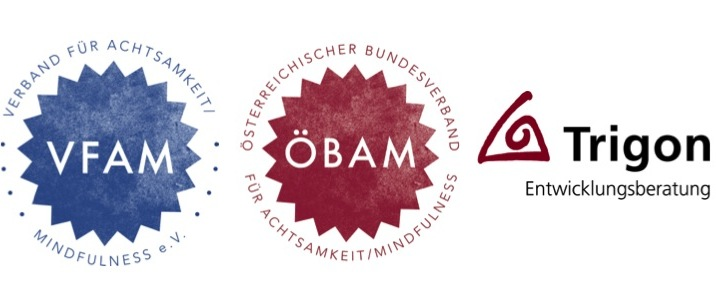 VERBAND FÜR ACHTSAMKEIT/
VFAM
MINDFULNESS e.V.
ÖSTERREICHISCHER BUNDESVERBAND
ÖBAM
FÜR ACHTSAMKEIT/MINDFULNESS
Trigon
Entwicklungsberatung